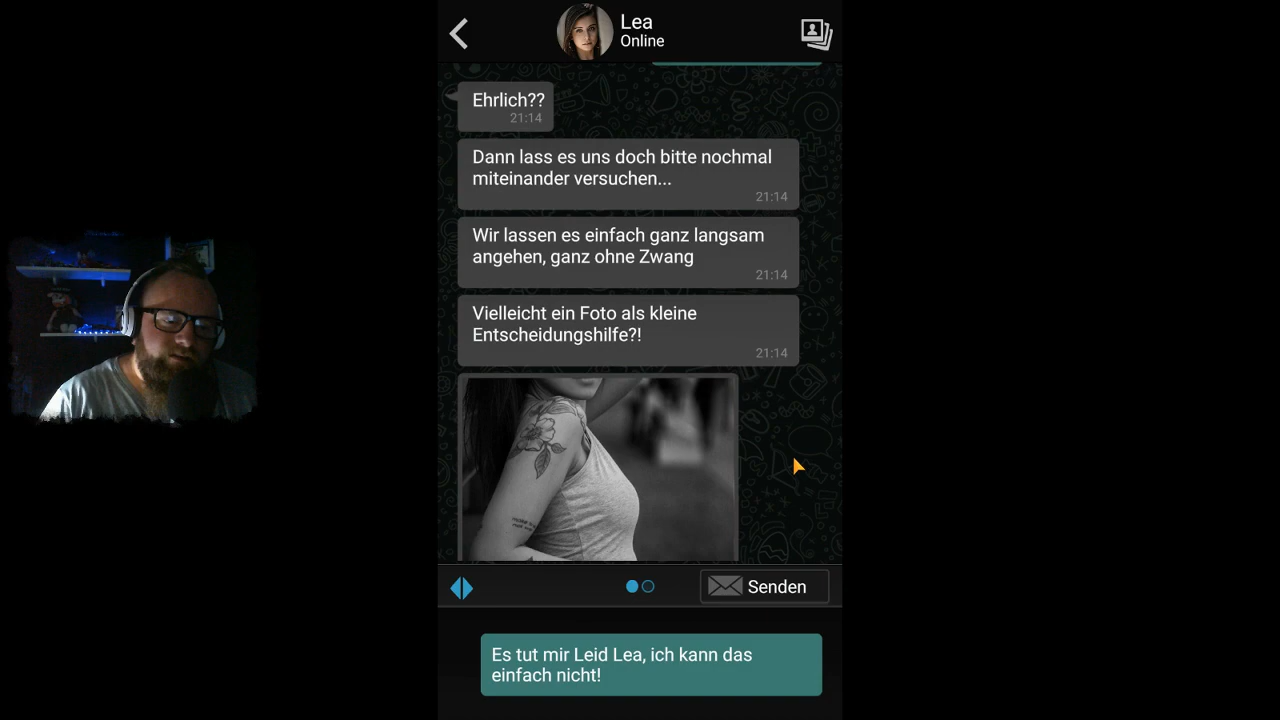 Lea
Online
Ehrlich??
21:14
Dann lass es uns doch bitte nochmal
miteinander versuchen...
21:14
Wir lassen es einfach ganz langsam
angehen, ganz ohne Zwang
21:14
Vielleicht ein Foto als kleine
Entscheidungshilfe?!
21:14
Senden
Es tut mir Leid Lea, ich kann das
einfach nicht!